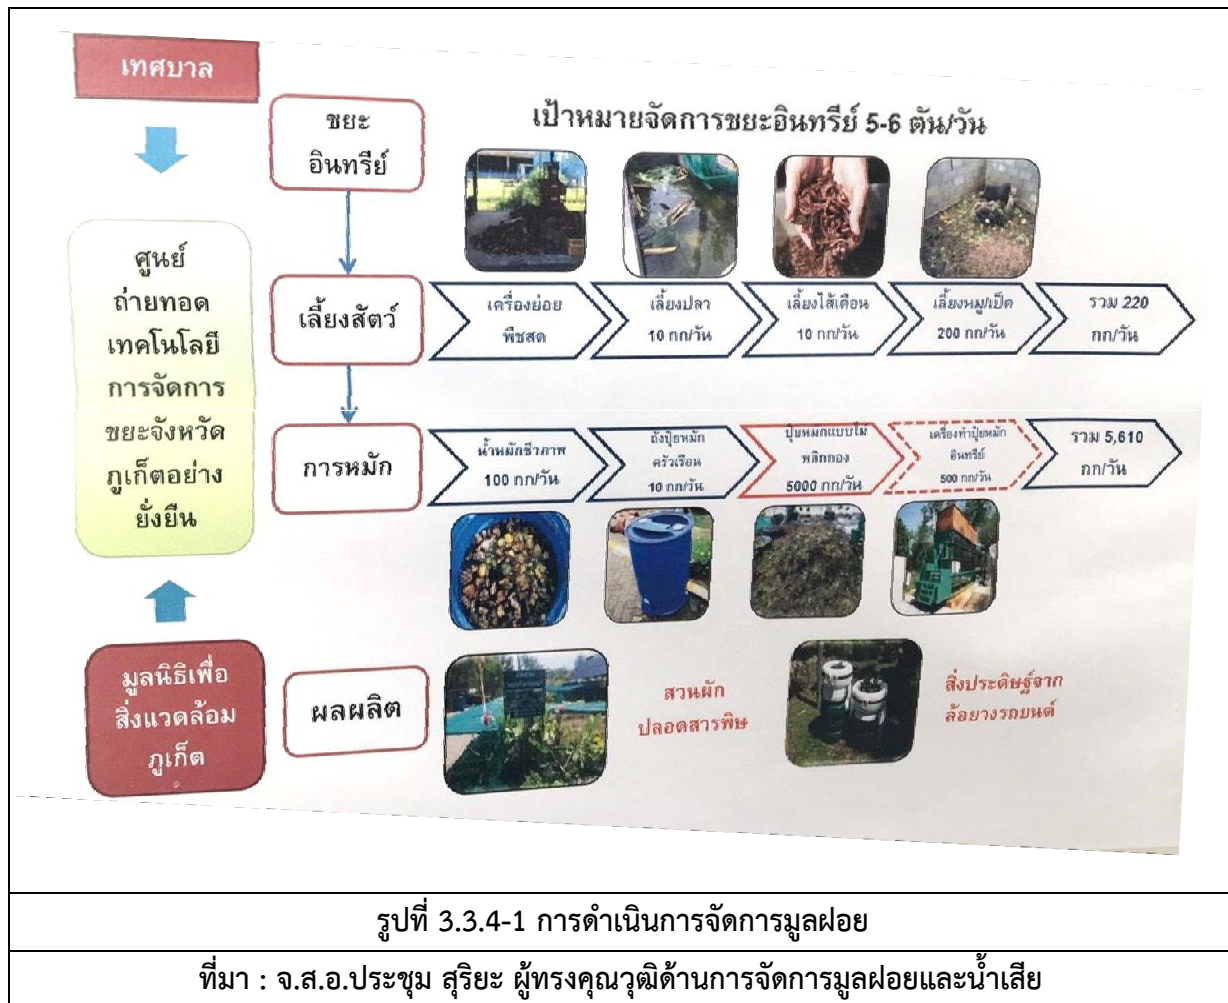 เทศบาล
ศูนย์
ถ่ายทอด
เทคโนโลยี
การจัดการ
ขยะจังหวัด
ภูเก็ตอย่าง
ยั่งยืน
มูลนิธิเพื่อ
สิ่งแวดล้อม
ภูเก็ต
ขยะ
อินทรีย์
เป้าหมายจัดการขยะอินทรีย์ 5-6 ตัน/วัน
เลี้ยงสัตว์
เครื่องย่อย
พืชสด
เลี้ยงปลา
10 กก/วัน
เลี้ยงไส้เดือน
10 กก/วัน
เลี้ยงหมู/เป็ด
200 กก/วัน
รวม 220
กก/วัน
การหมัก
น้ำหมักชีวภาพ
100 กก/วัน
ถังปุ๋ยหมัก
ครัวเรือน
10 กก/วัน
ปุ๋ยหมักแบบไม่
พลิกกอง
5000 กก/วัน
เครื่องทำปุ๋ยหมัก
อินทรีย์
500 กก/วัน
รวม 5,610
กก/วัน
ผลผลิต
สวนผัก
ปลอดสารพิษ
สิ่งประดิษฐ์จาก
ล้อยางรถยนต์
รูปที่ 3.3.4-1 การดำเนินการจัดการมูลฝอย
ที่มา : จ.ส.อ.ประชุม สุริยะ ผู้ทรงคุณวุฒิด้านการจัดการมูลฝอยและน้ำเสีย